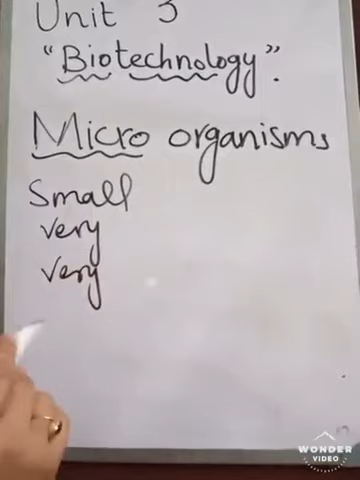 Unit 3
"Biotechnology".
Micro organisms
Small
very
very
WONDER
VIDEO